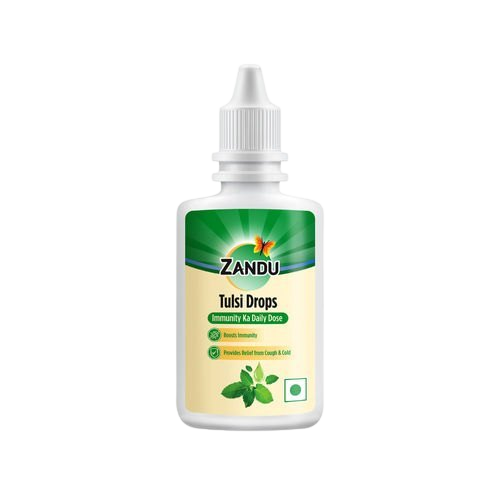 ZANDU
Tulsi Drops
Immunity Ka Daily Dose
Boosts Immunity
Provides Relief from Cough & Cold